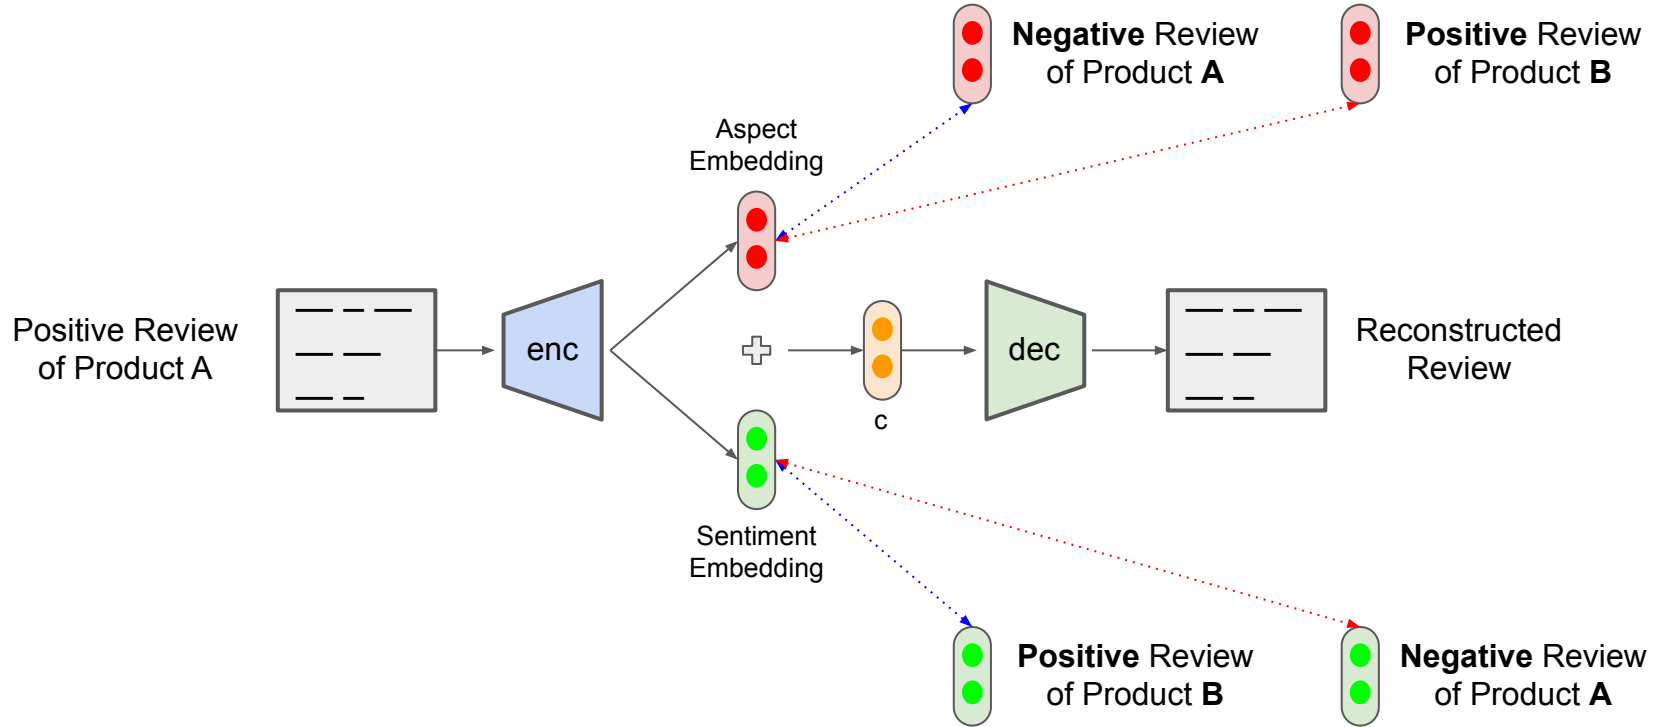 Negative Review
of Product A
Positive Review
of Product B
Aspect
Embedding
Positive Review
of Product A
enc
c
dec
Reconstructed
Review
Sentiment
Embedding
Positive Review
of Product B
Negative Review
of Product A